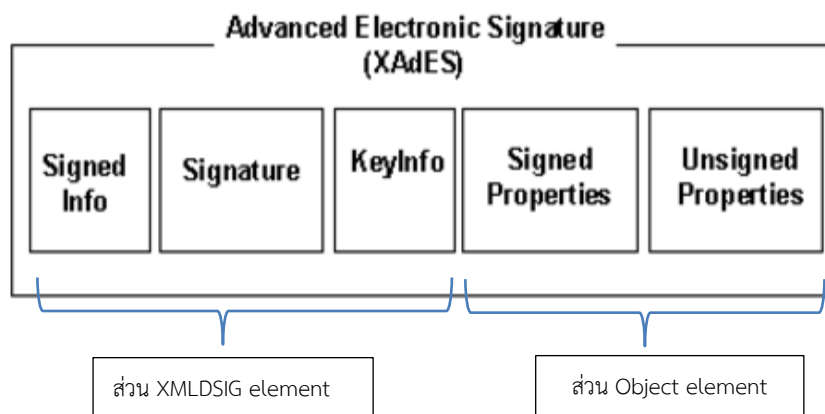 Advanced Electronic Signature
(XAdES)
Signed
Info
Signature
KeyInfo
Signed
Properties
Unsigned
Properties
ส่วน XMLDSIG element
ส่วน Object element